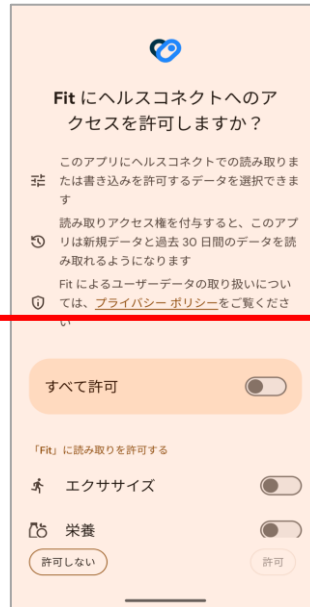 Fit にヘルスコネクトへのア
クセスを許可しますか？
このアプリにヘルスコネクトでの読み取りま
たは書き込みを許可するデータを選択できま
す
読み取りアクセス権を付与すると、このアプ
リは新規データと過去 30 日間のデータを読
み取れるようになります
Fit によるユーザーデータの取り扱いについ
ては、プライバシー ポリシーをご覧くださ
い
すべて許可
「Fit」に読み取りを許可する
エクササイズ
栄養
許可しない
許可